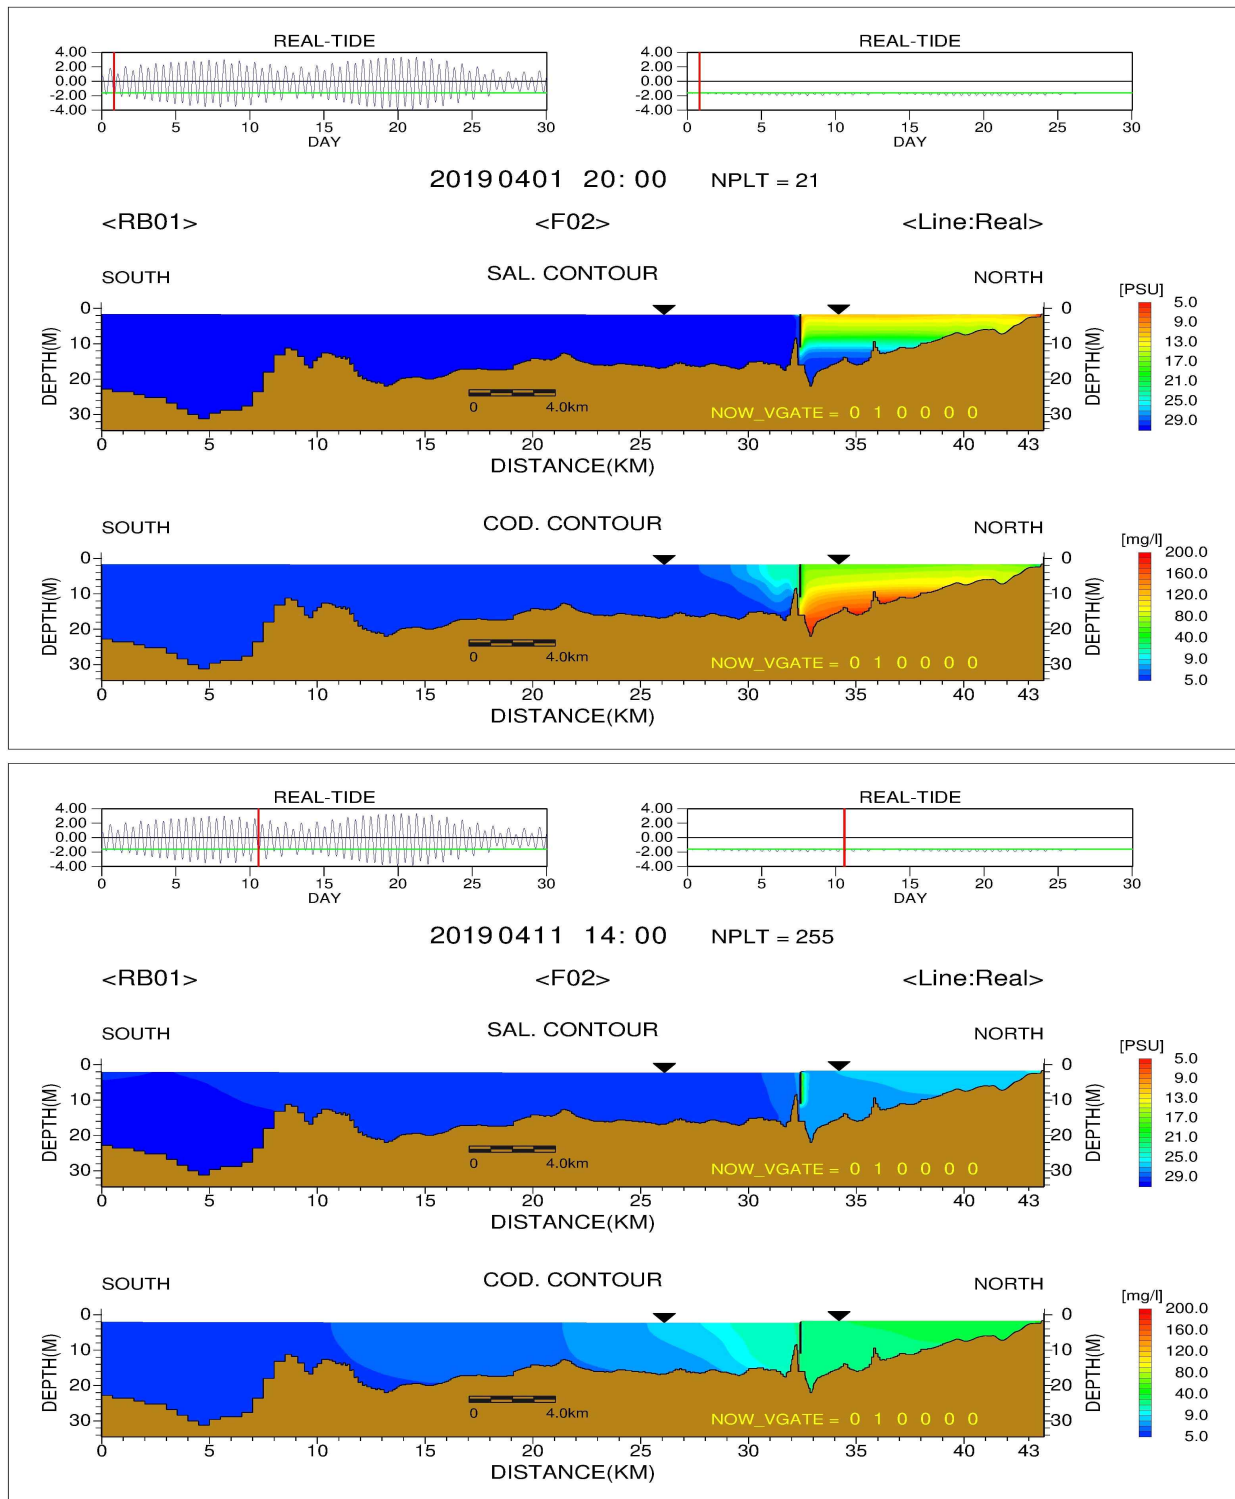 REAL-TIDE REAL-TIDE
4.00 4.00
2.00 2.00
0.00 0.00
-2.00 -2.00
-4.00 -4.00
0 5 10 15 20 25 30 0 5 10 15 20 25 30
DAY DAY
20190401 20:00 NPLT = 21
<RB01> <F02> <Line:Real>
SOUTH SAL. CONTOUR NORTH
[PSU]
DEPTH(M) 0 10 20 30
DEPTH(M) 0 10 20 30
5.0
9.0
13.0
17.0
21.0
25.0
29.0
0 4.0km
NOW_VGATE = 0 1 0 0 0 0
0 5 10 15 20 25 30 35 40 43
DISTANCE(KM)
SOUTH COD. CONTOUR NORTH
[mg/l]
DEPTH(M) 0 10 20 30
DEPTH(M) 0 10 20 30
200.0
160.0
120.0
80.0
40.0
9.0
5.0
0 4.0km
NOW_VGATE = 0 1 0 0 0 0
0 5 10 15 20 25 30 35 40 43
DISTANCE(KM)
REAL-TIDE REAL-TIDE
4.00 4.00
2.00 2.00
0.00 0.00
-2.00 -2.00
-4.00 -4.00
0 5 10 15 20 25 30 0 5 10 15 20 25 30
DAY DAY
20190411 14:00 NPLT = 255
<RB01> <F02> <Line:Real>
SOUTH SAL. CONTOUR NORTH
[PSU]
DEPTH(M) 0 10 20 30
DEPTH(M) 0 10 20 30
5.0
9.0
13.0
17.0
21.0
25.0
29.0
0 4.0km
NOW_VGATE = 0 1 0 0 0 0
0 5 10 15 20 25 30 35 40 43
DISTANCE(KM)
SOUTH COD. CONTOUR NORTH
[mg/l]
DEPTH(M) 0 10 20 30
DEPTH(M) 0 10 20 30
200.0
160.0
120.0
80.0
40.0
9.0
5.0
0 4.0km
NOW_VGATE = 0 1 0 0 0 0
0 5 10 15 20 25 30 35 40 43
DISTANCE(KM)